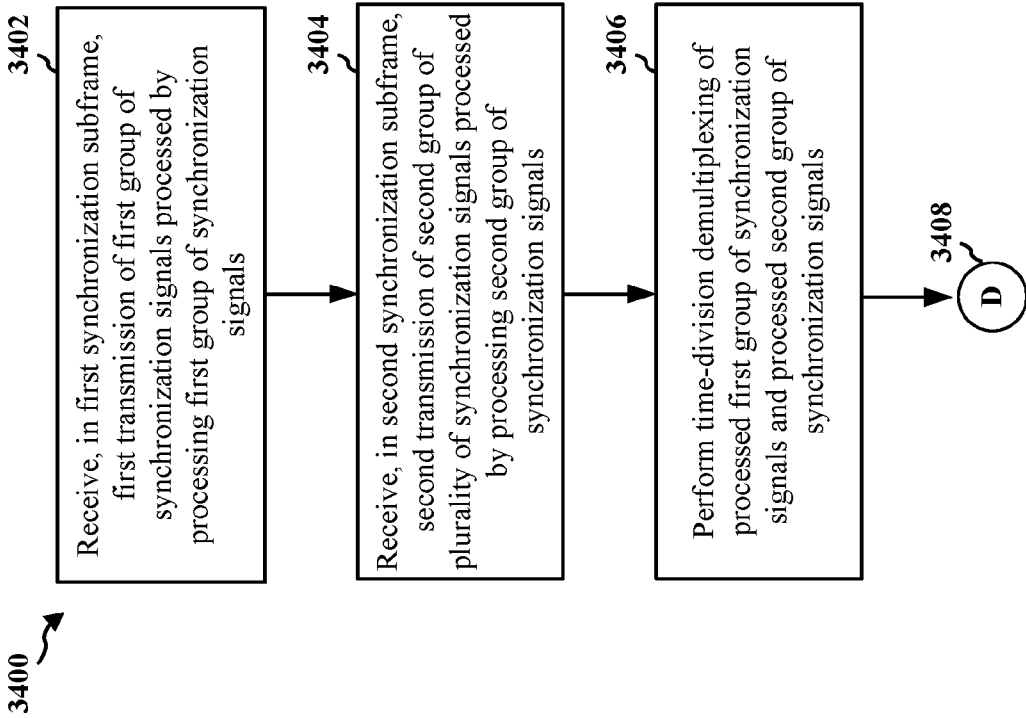 3400
3402
Receive, in first synchronization subframe,
first transmission of first group of
synchronization signals processed by
processing first group of synchronization
signals
3404
Receive, in second synchronization subframe,
second transmission of second group of
plurality of synchronization signals processed
by processing second group of
synchronization signals
3406
Perform time-division demultiplexing of
processed first group of synchronization
signals and processed second group of
synchronization signals
3408
D